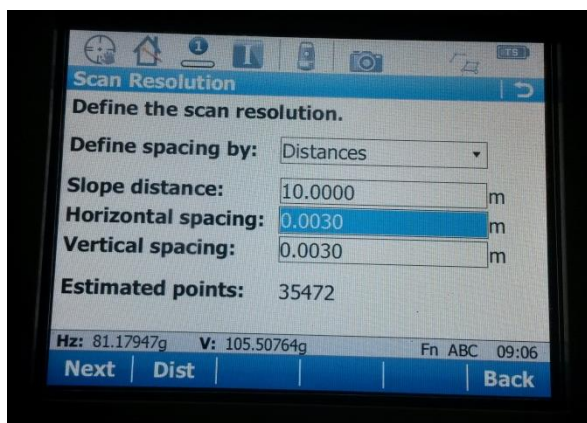 1 I TS
Scan Resolution
Define the scan resolution.
Define spacing by: Distances
Slope distance: 10.0000 m
Horizontal spacing: 0.0030 m
Vertical spacing: 0.0030 m
Estimated points: 35472
Hz: 81.17947g V: 105.50764g Fn ABC 09:06
Next Dist Back